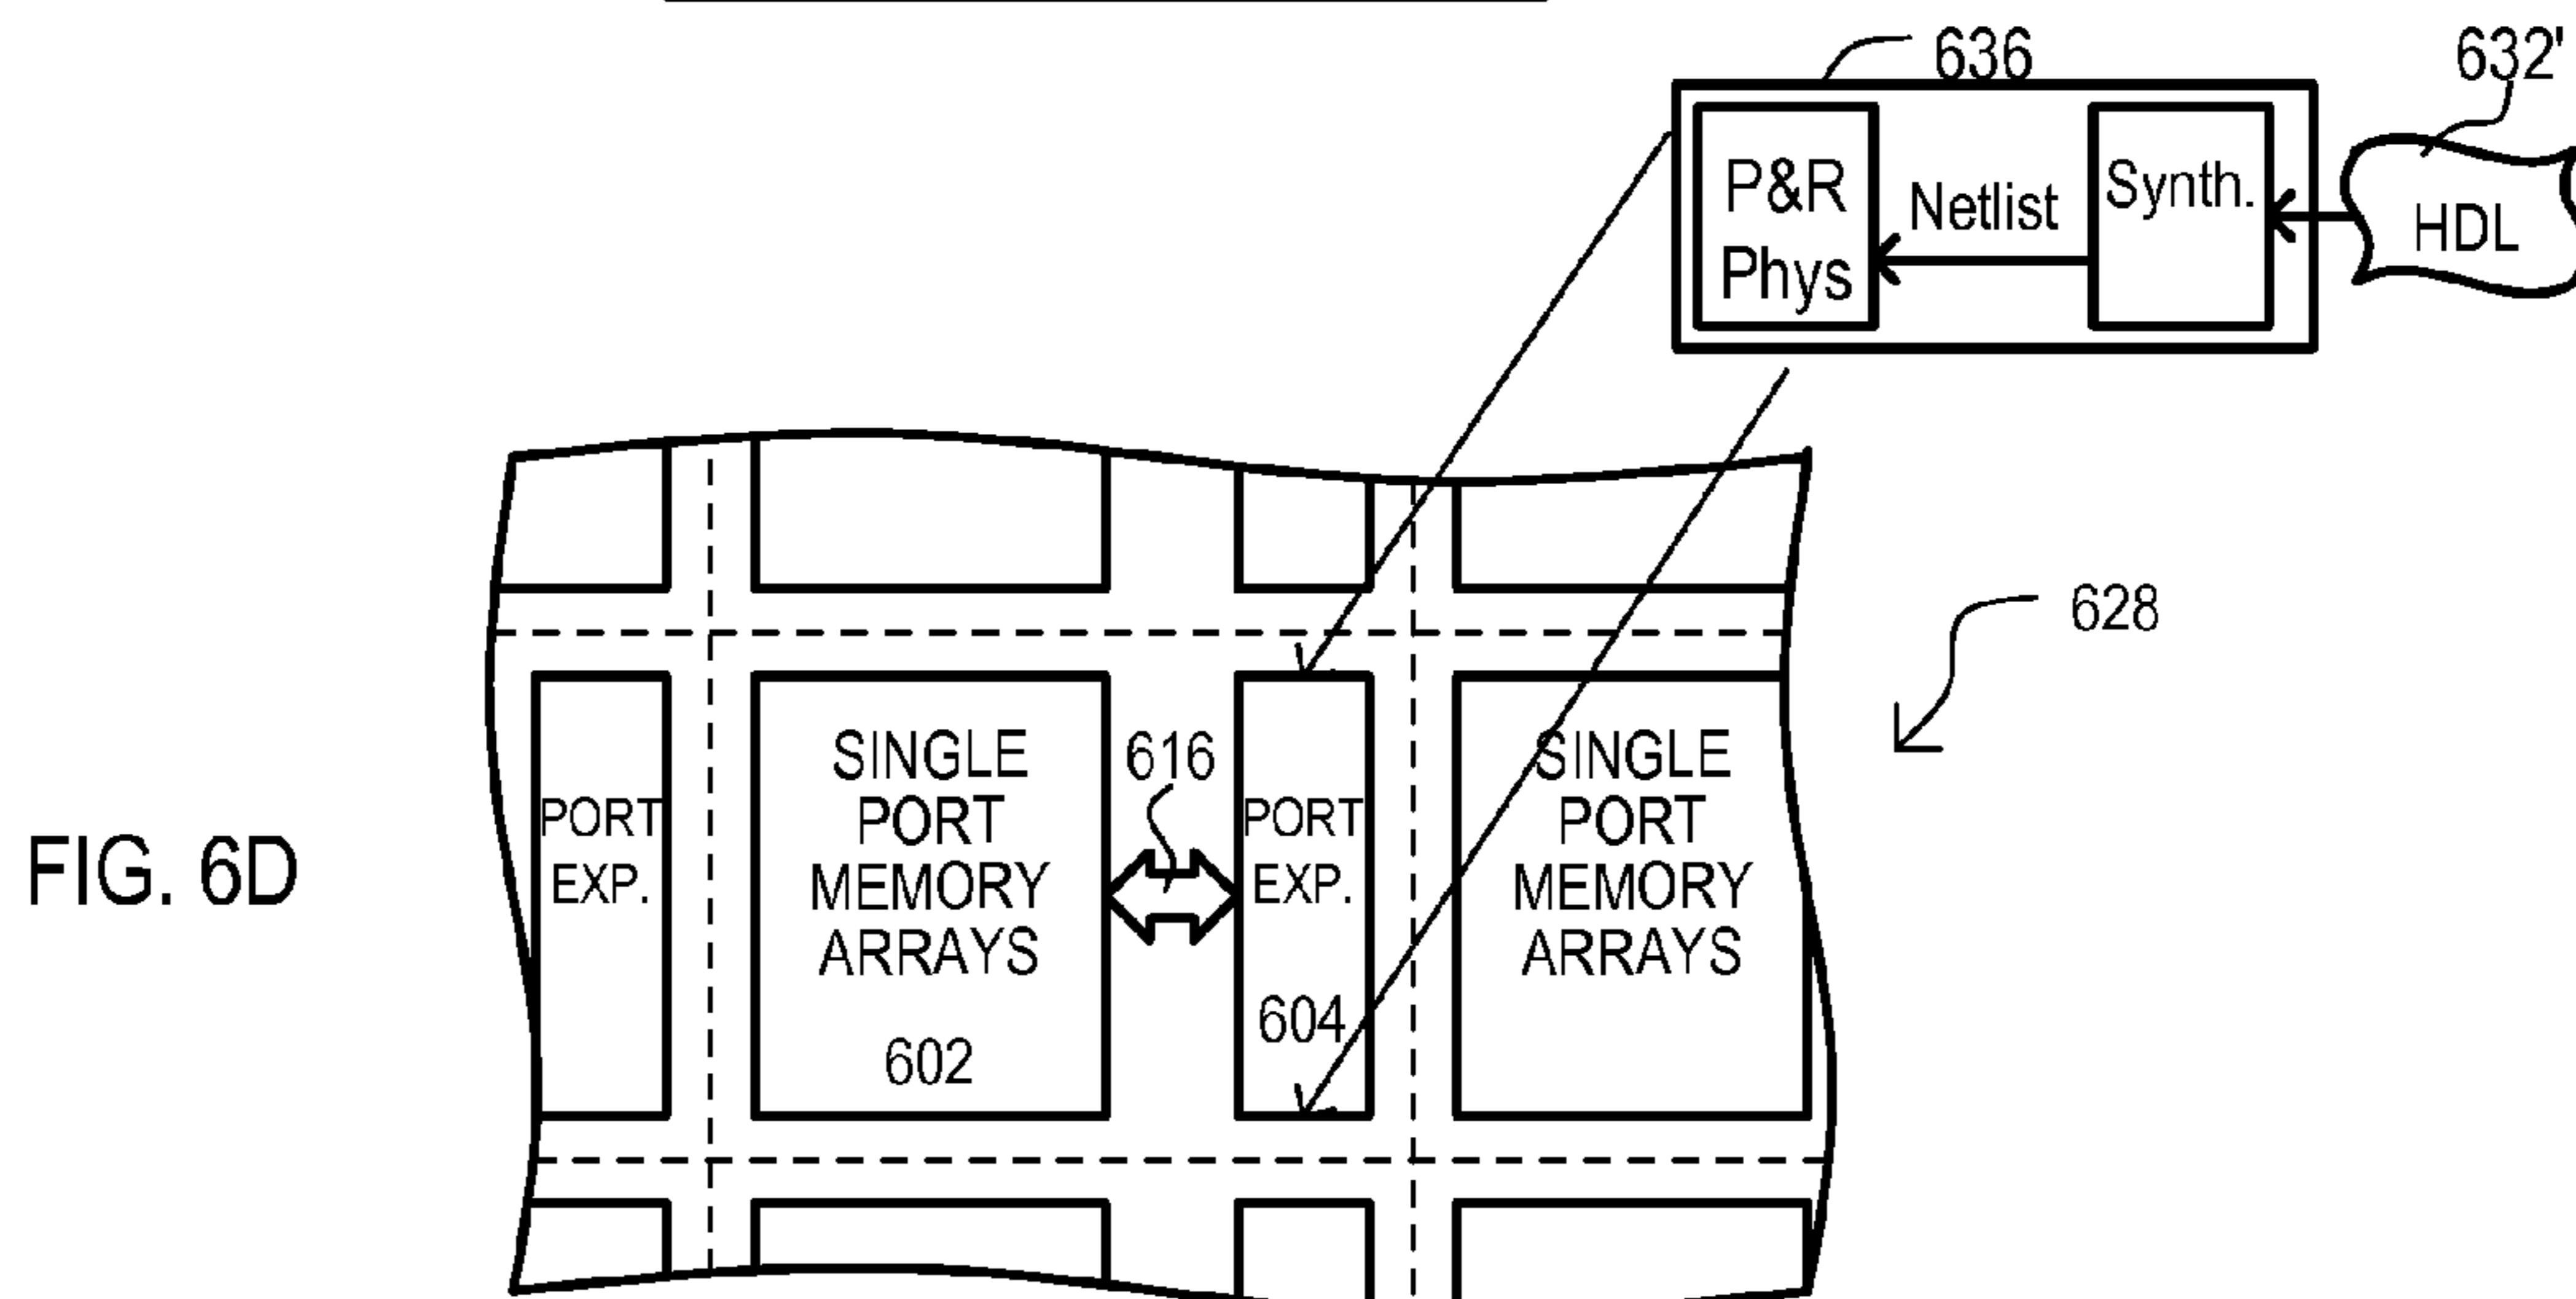 636
632'
P&R
Phys
Netlist
Synth.
HDL
628
FIG. 6D
PORT
EXP.
SINGLE
PORT
MEMORY
ARRAYS
602
616
PORT
EXP.
604
SINGLE
PORT
MEMORY
ARRAYS